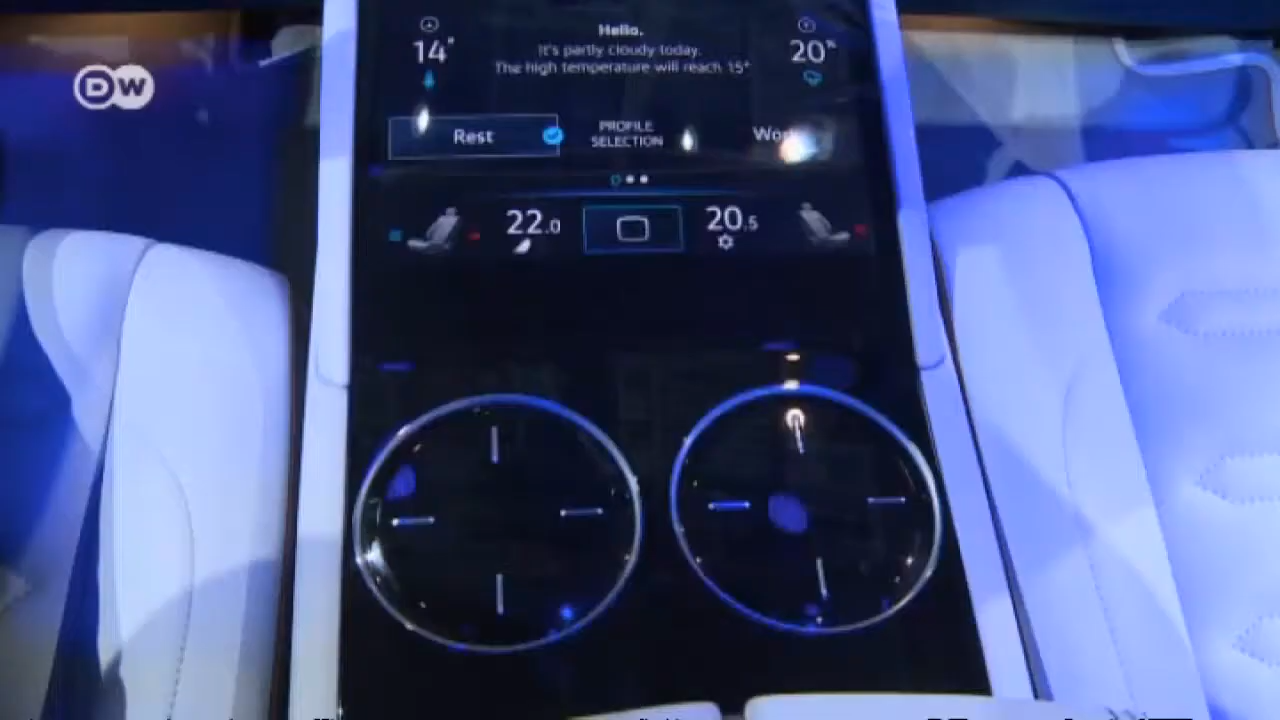 DW
14°
Hello.
It's partly cloudy today.
The high temperature will reach 15°
20°
Rest
PROFILE
SELECTION
22.0
20.5